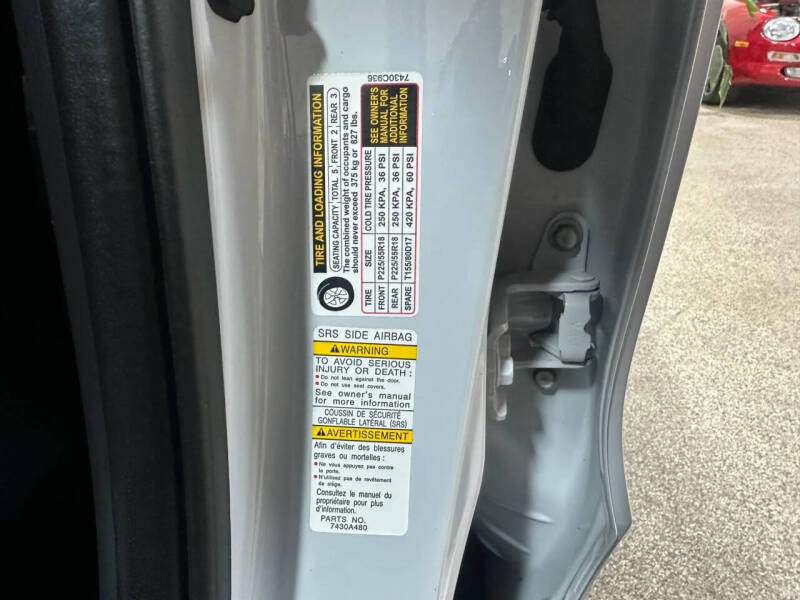 TIRE AND LOADING INFORMATION
SEATING CAPACITY TOTAL 5 FRONT 2 REAR 3
The combined weight of occupants and cargo
should never exceed 375 kg or 827 lbs.
TIRE SIZE COLD TIRE PRESSURE
FRONT P225/55R18 250 KPA, 36 PSI
REAR P225/55R18 250 KPA, 36 PSI
SPARE T155/80D17 420 KPA, 60 PSI
SEE OWNER'S
MANUAL FOR
ADDITIONAL
INFORMATION
7430C936
SRS SIDE AIRBAG
WARNING
TO AVOID SERIOUS
INJURY OR DEATH :
• Do not lean against the door.
• Do not use seat covers.
See owner's manual
for more information
COUSSIN DE SÉCURITÉ
GONFLABLE LATÉRAL (SRS)
AVERTISSEMENT
Afin d'éviter des blessures
graves ou mortelles :
• Ne vous appuyez pas contre
la porte.
• N'utilisez pas de revêtement
de siège.
Consultez le manuel du
propriétaire pour plus
d'information.
PARTS NO.
7430A480